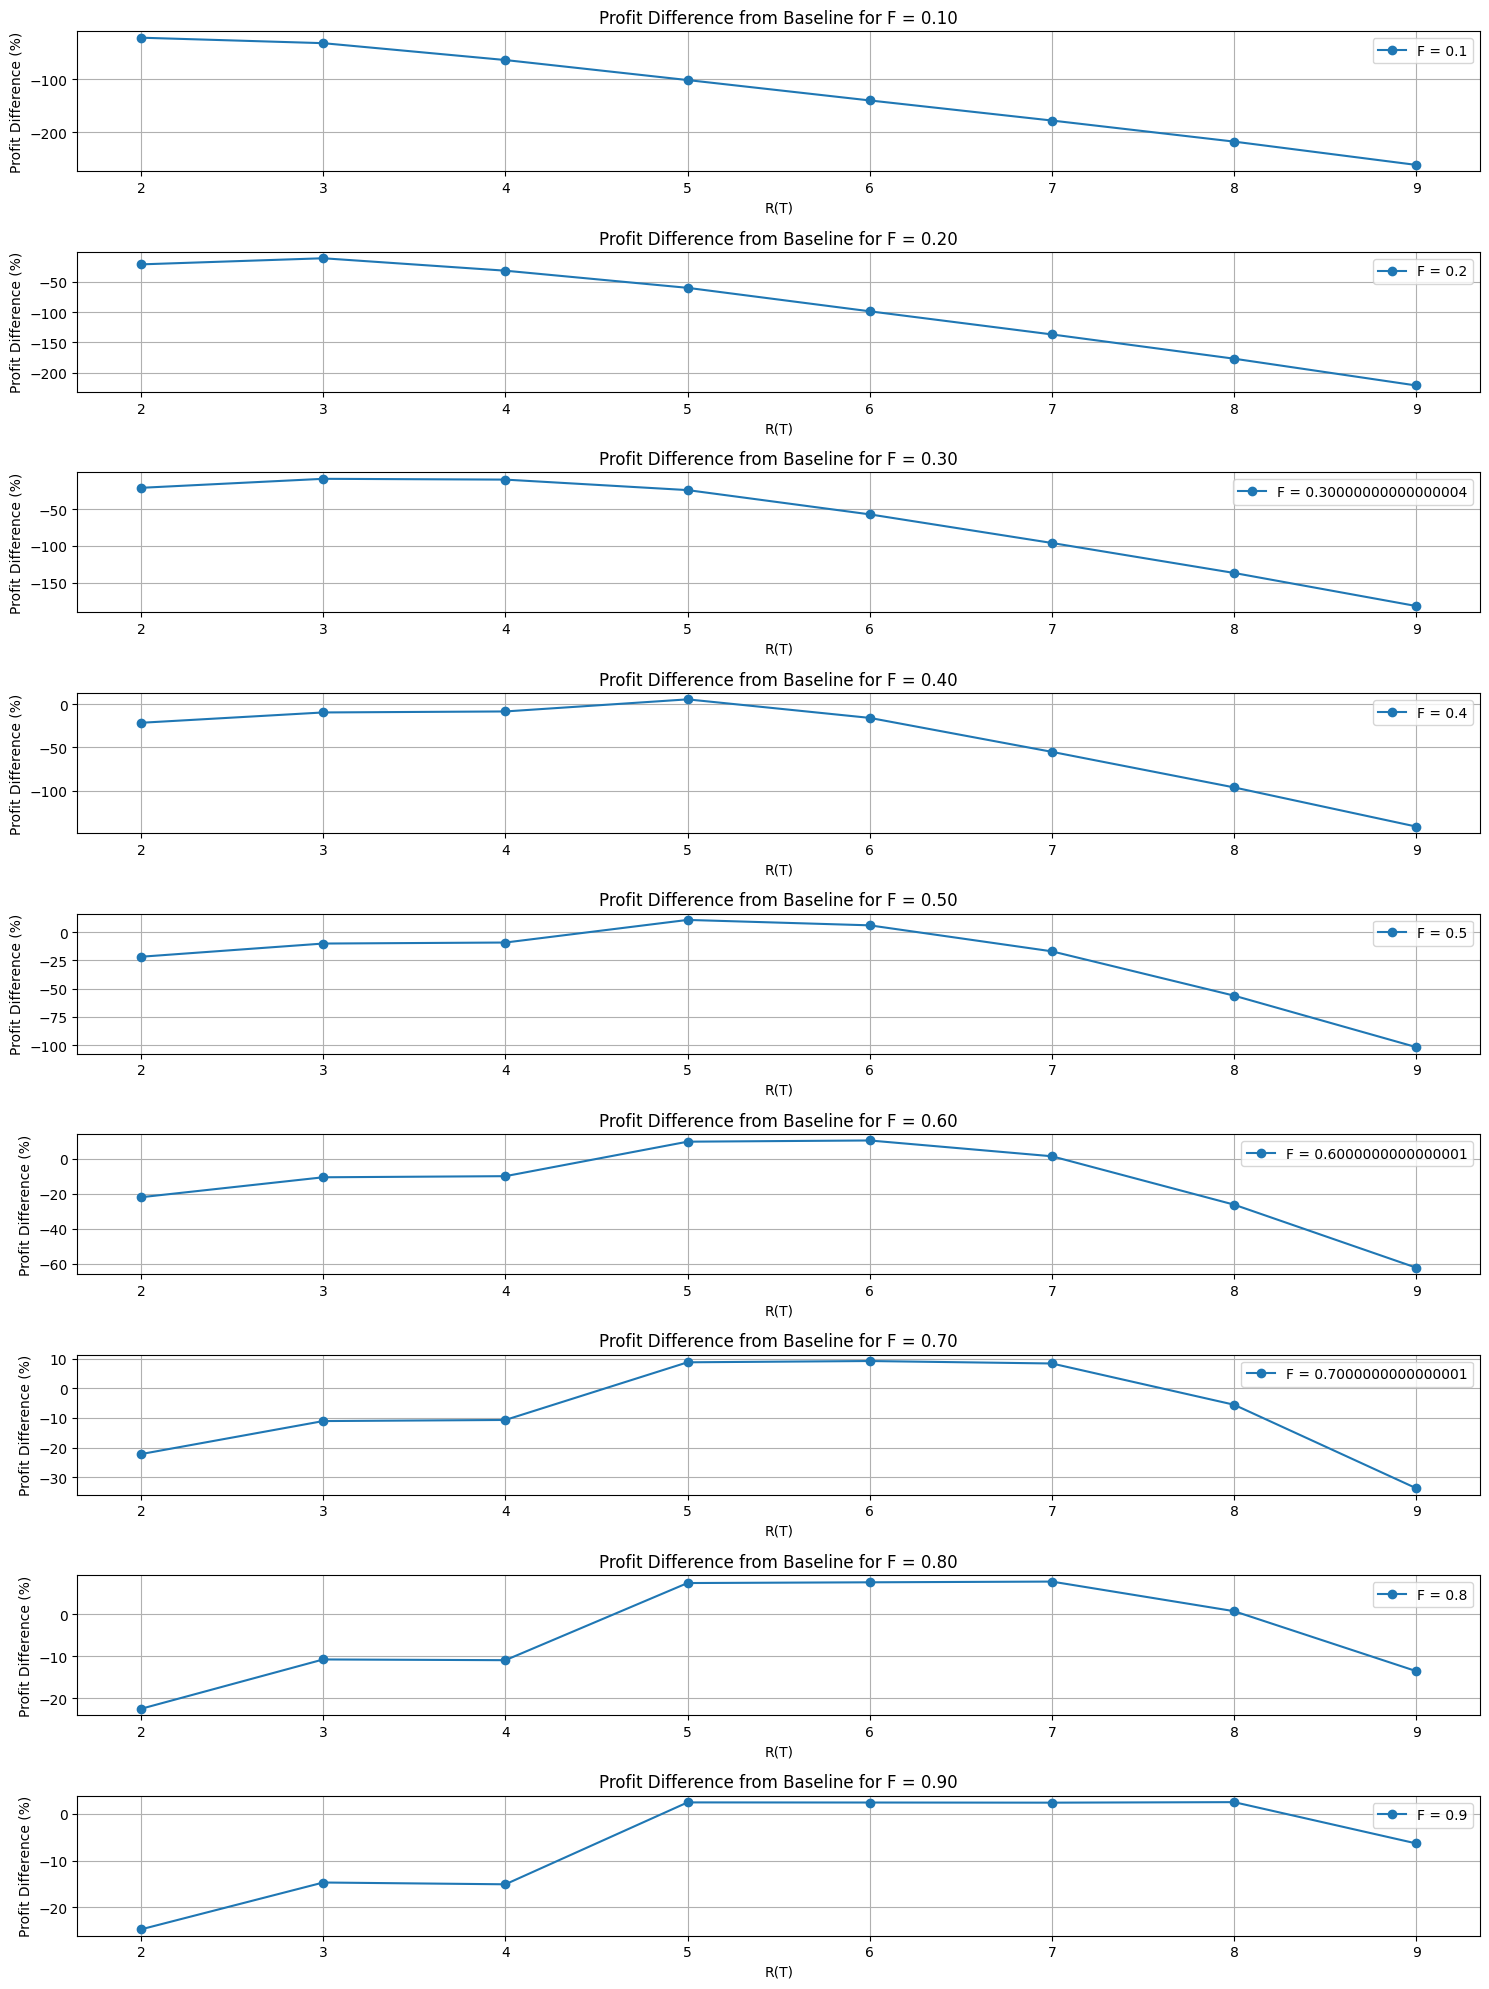 Profit Difference from Baseline for F = 0.10
Profit Difference (%)
F = 0.1
−100
−200
2 3 4 5 6 7 8 9
R(T)
Profit Difference from Baseline for F = 0.20
Profit Difference (%)
F = 0.2
−50
−100
−150
−200
2 3 4 5 6 7 8 9
R(T)
Profit Difference from Baseline for F = 0.30
Profit Difference (%)
F = 0.30000000000000004
−50
−100
−150
2 3 4 5 6 7 8 9
R(T)
Profit Difference from Baseline for F = 0.40
Profit Difference (%)
F = 0.4
0
−50
−100
2 3 4 5 6 7 8 9
R(T)
Profit Difference from Baseline for F = 0.50
Profit Difference (%)
F = 0.5
0
−25
−50
−75
−100
2 3 4 5 6 7 8 9
R(T)
Profit Difference from Baseline for F = 0.60
Profit Difference (%)
F = 0.6000000000000001
0
−20
−40
−60
2 3 4 5 6 7 8 9
R(T)
Profit Difference from Baseline for F = 0.70
Profit Difference (%)
F = 0.7000000000000001
10
0
−10
−20
−30
2 3 4 5 6 7 8 9
R(T)
Profit Difference from Baseline for F = 0.80
Profit Difference (%)
F = 0.8
0
−10
−20
2 3 4 5 6 7 8 9
R(T)
Profit Difference from Baseline for F = 0.90
Profit Difference (%)
F = 0.9
0
−10
−20
2 3 4 5 6 7 8 9
R(T)